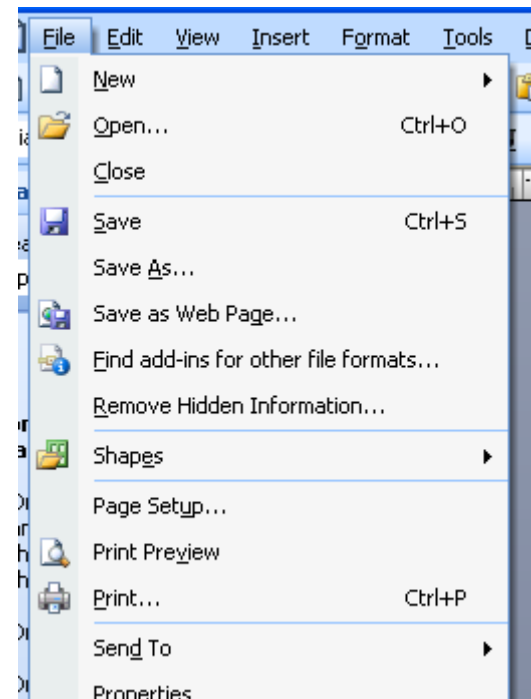 File Edit View Insert Format Tools
New
Open... Ctrl+O
Close
Save Ctrl+S
Save As...
Save as Web Page...
Find add-ins for other file formats...
Remove Hidden Information...
Shapes
Page Setup...
Print Preview
Print... Ctrl+P
Send To
Properties